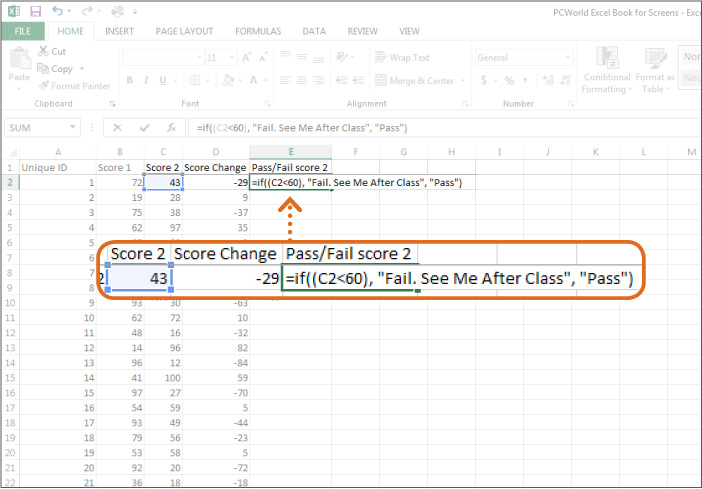 PCWorld Excel Book for Screens - Exce
FILE HOME INSERT PAGE LAYOUT FORMULAS DATA REVIEW VIEW
Cut
Copy
Format Painter
Paste
Clipboard
11
Font
Wrap Text
Merge & Center
Alignment
General
Number
Conditional Formatting
Format as Table
Nor
Neu
SUM =if((C2<60), "Fail. See Me After Class", "Pass")
A B C D E F G H I J K L M
1 Unique ID Score 1 Score 2 Score Change Pass/Fail score 2
2 1 72 43 -29 =if((C2<60), "Fail. See Me After Class", "Pass")
3 2 19 28 9
4 3 75 38 -37
5 4 62 97 35
6
7
Score 2 Score Change Pass/Fail score 2
8
2 43 -29 =if((C2<60), "Fail. See Me After Class", "Pass")
9
10 9 93 30 -63
11 10 62 72 10
12 11 48 16 -32
13 12 14 96 82
14 13 96 12 -84
15 14 41 100 59
16 15 97 27 -70
17 16 54 59 5
18 17 93 49 -44
19 18 79 56 -23
20 19 53 58 5
21 20 92 20 -72
22 21 36 18 -18